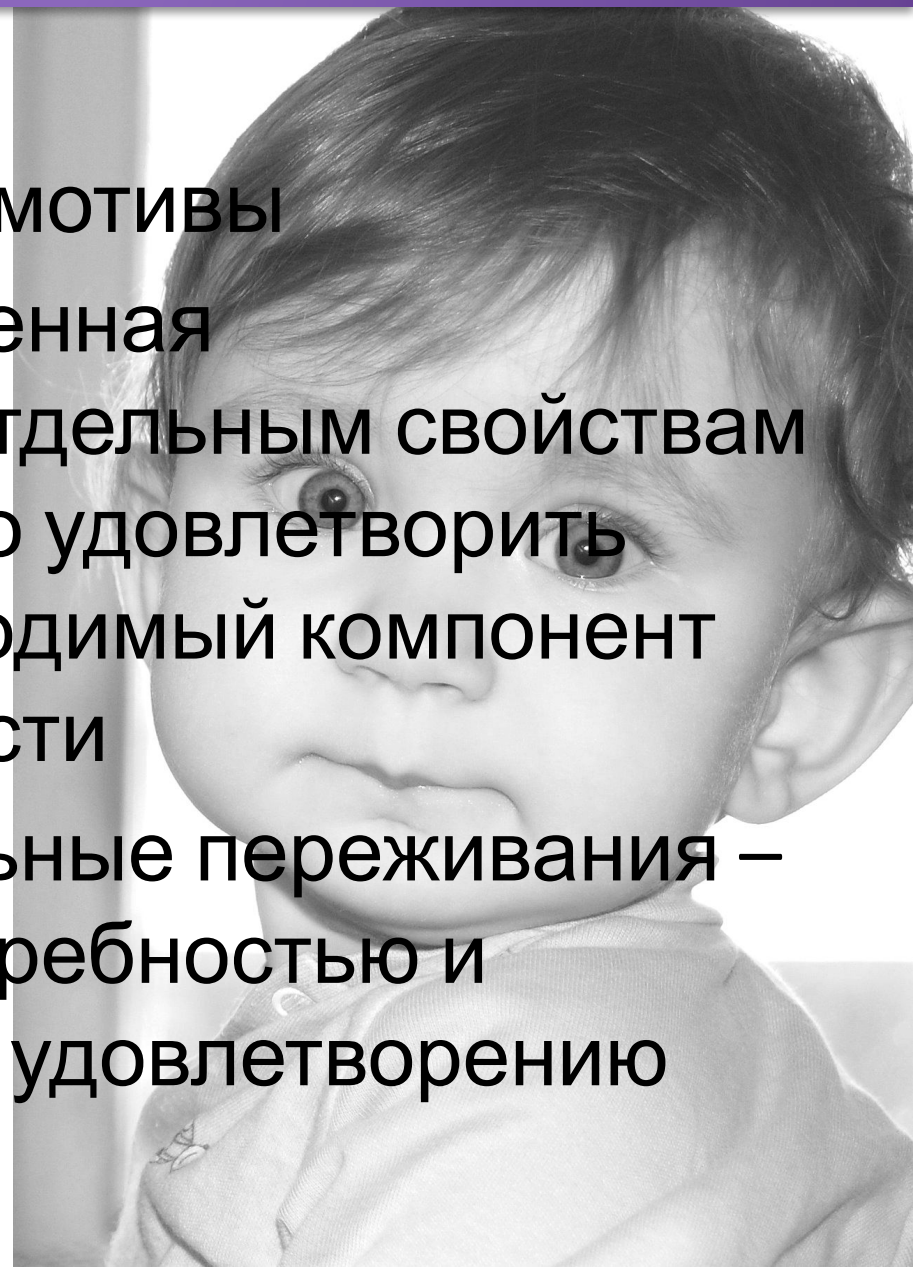 мотивы
енная
тдельным свойствам
о удовлетворить
одимый компонент
сти
ьные переживания –
ребностью и
удовлетворению